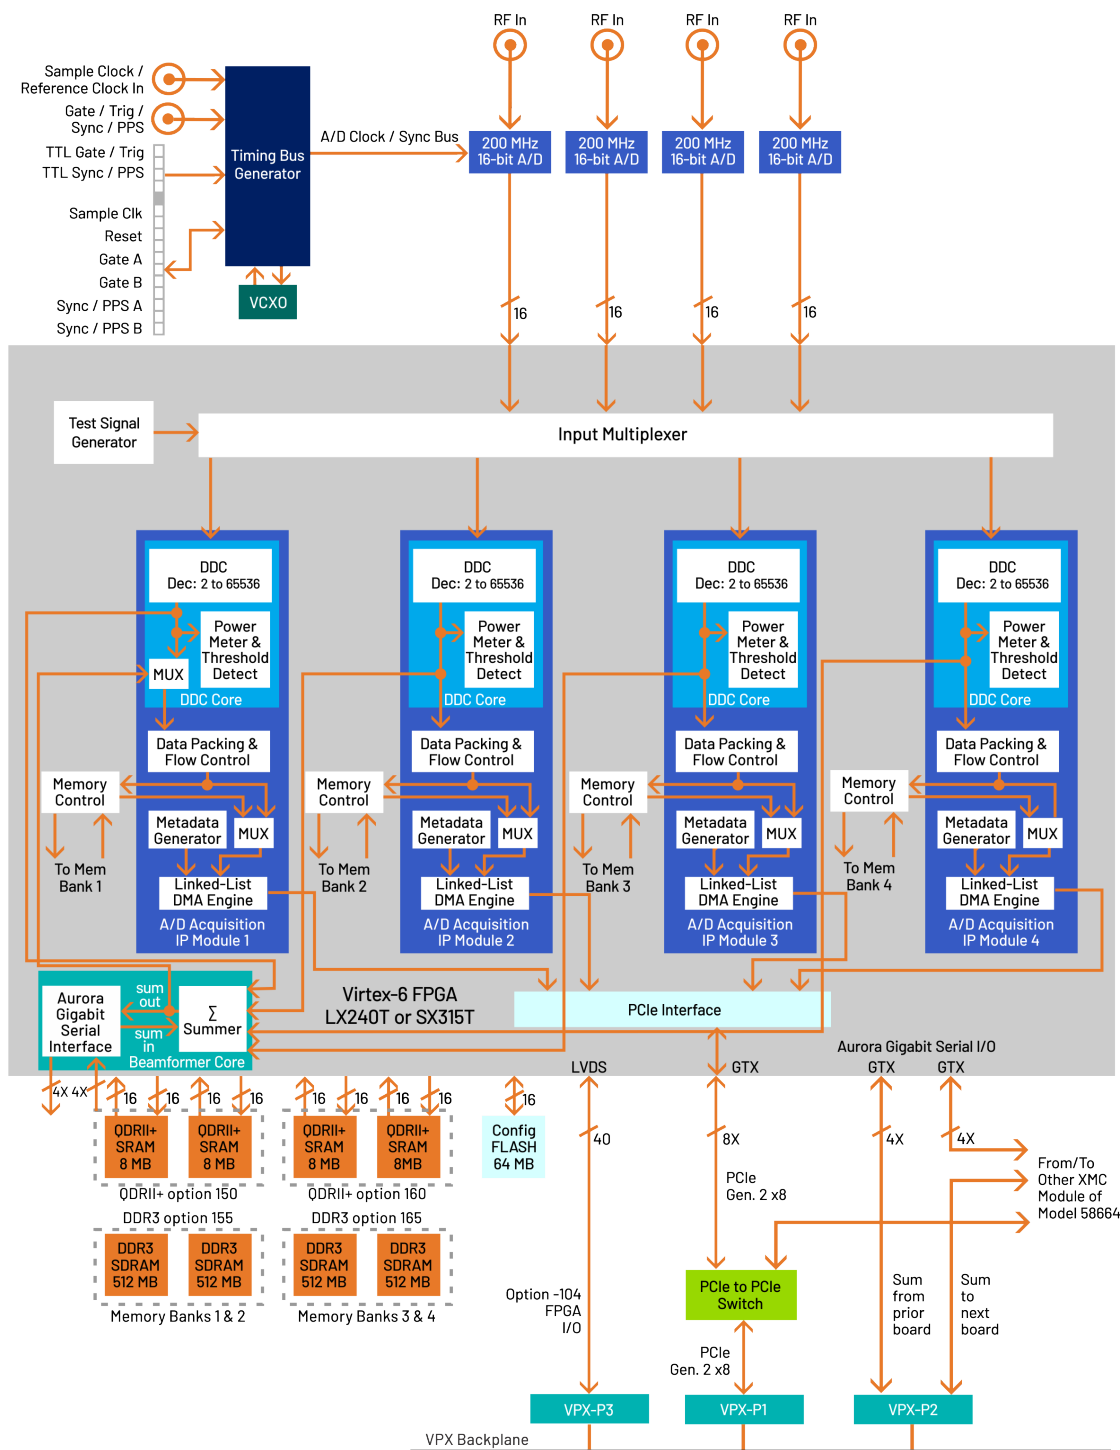 RF In
RF In
RF In
RF In
Sample Clock /
Reference Clock In
Gate / Trig /
Sync / PPS
TTL Gate / Trig
TTL Sync / PPS
Sample Clk
Reset
Gate A
Gate B
Sync / PPS A
Sync / PPS B
Timing Bus
Generator
VCXO
A/D Clock / Sync Bus
200 MHz
16-bit A/D
200 MHz
16-bit A/D
200 MHz
16-bit A/D
200 MHz
16-bit A/D
16
16
16
16
Test Signal
Generator
Input Multiplexer
DDC
Dec: 2 to 65536
Power
Meter &
Threshold
Detect
MUX
DDC Core
Data Packing &
Flow Control
Memory
Control
Metadata
Generator
MUX
To Mem
Bank 1
Linked-List
DMA Engine
A/D Acquisition
IP Module 1
DDC
Dec: 2 to 65536
Power
Meter &
Threshold
Detect
DDC Core
Data Packing &
Flow Control
Memory
Control
Metadata
Generator
MUX
To Mem
Bank 2
Linked-List
DMA Engine
A/D Acquisition
IP Module 2
DDC
Dec: 2 to 65536
Power
Meter &
Threshold
Detect
DDC Core
Data Packing &
Flow Control
Memory
Control
Metadata
Generator
MUX
To Mem
Bank 3
Linked-List
DMA Engine
A/D Acquisition
IP Module 3
DDC
Dec: 2 to 65536
Power
Meter &
Threshold
Detect
DDC Core
Data Packing &
Flow Control
Memory
Control
Metadata
Generator
MUX
To Mem
Bank 4
Linked-List
DMA Engine
A/D Acquisition
IP Module 4
Aurora
Gigabit
Serial
Interface
sum
out
sum
in
∑
Summer
Beamformer Core
Virtex-6 FPGA
LX240T or SX315T
PCIe Interface
LVDS
GTX
Aurora Gigabit Serial I/O
GTX
GTX
4X
4X
16
16
16
16
16
16
16
16
16
40
8X
4X
4X
QDRII+
SRAM
8 MB
QDRII+
SRAM
8 MB
QDRII+
SRAM
8 MB
QDRII+
SRAM
8MB
QDRII+ option 150
QDRII+ option 160
Config
FLASH
64 MB
DDR3 option 155
DDR3 option 165
DDR3
SDRAM
512 MB
DDR3
SDRAM
512 MB
DDR3
SDRAM
512 MB
DDR3
SDRAM
512 MB
Memory Banks 1 & 2
Memory Banks 3 & 4
PCIe
Gen. 2 x8
From/To
Other XMC
Module of
Model 58664
Option -104
FPGA
I/O
PCIe to PCIe
Switch
PCIe
Gen. 2 x8
Sum
from
prior
board
Sum
to
next
board
VPX-P3
VPX-P1
VPX-P2
VPX Backplane